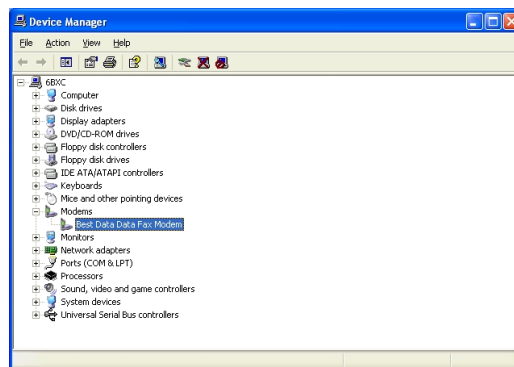 Device Manager
File Action View Help
6BXC
Computer
Disk drives
Display adapters
DVD/CD-ROM drives
Floppy disk controllers
Floppy disk drives
IDE ATA/ATAPI controllers
Keyboards
Mice and other pointing devices
Modems
Best Data Data Fax Modem
Monitors
Network adapters
Ports (COM & LPT)
Processors
Sound, video and game controllers
System devices
Universal Serial Bus controllers